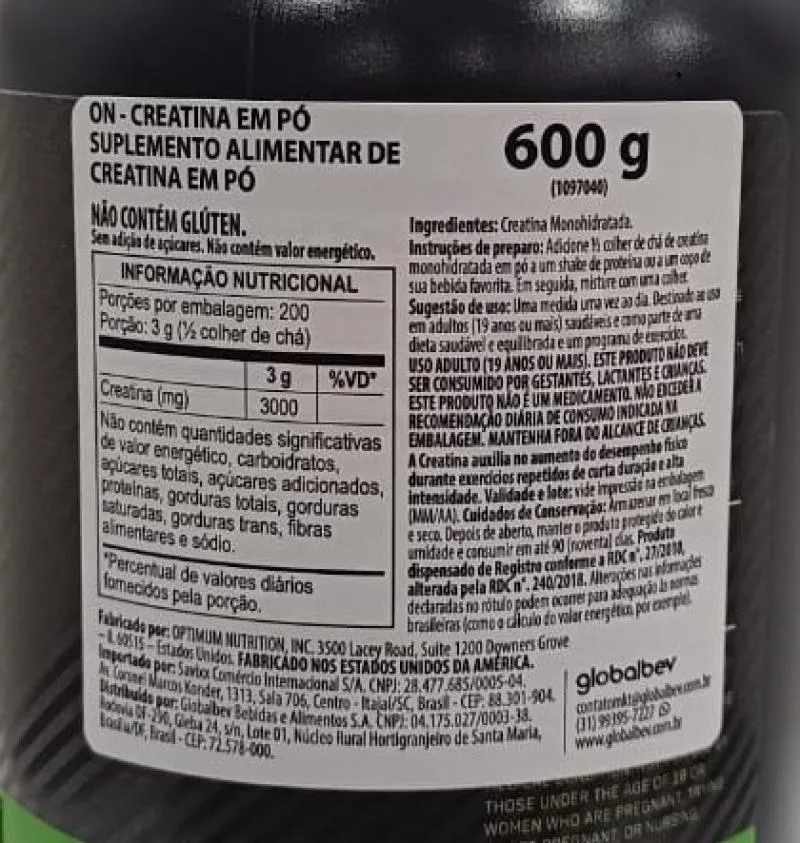 ON - CREATINA EM PÓ
SUPLEMENTO ALIMENTAR DE
CREATINA EM PÓ
600 g
(1097040)
NÃO CONTÉM GLÚTEN.
Sem adição de açúcares. Não contém valor energético.
INFORMAÇÃO NUTRICIONAL
Porções por embalagem: 200
Porção: 3 g (½ colher de chá)
3 g %VD*
Creatina (mg) 3000
Não contém quantidades significativas
de valor energético, carboidratos,
açúcares totais, açúcares adicionados,
proteínas, gorduras totais, gorduras
saturadas, gorduras trans, fibras
alimentares e sódio.
*Percentual de valores diários
fornecidos pela porção.
Ingredientes: Creatina Monohidratada.
Instruções de preparo: Adicione ½ colher de chá de creatina
monohidratada em pó a um shake de proteína ou a um copo de
sua bebida favorita. Em seguida, misture com uma colher.
Sugestão de uso: Uma medida uma vez ao dia. Destinado ao uso
em adultos (19 anos ou mais) saudáveis e como parte de uma
dieta saudável e equilibrada e um programa de exercícios.
USO ADULTO (19 ANOS OU MAIS). ESTE PRODUTO NÃO DEVE
SER CONSUMIDO POR GESTANTES, LACTANTES E CRIANÇAS.
ESTE PRODUTO NÃO É UM MEDICAMENTO. NÃO EXCEDER A
RECOMENDAÇÃO DIÁRIA DE CONSUMO INDICADA NA
EMBALAGEM. MANTENHA FORA DO ALCANCE DE CRIANÇAS.
A Creatina auxilia no aumento do desempenho físico
durante exercícios repetidos de curta duração e alta
intensidade. Validade e lote: vide impressão na embalagem
(MM/AA). Cuidados de Conservação: Armazenar em local fresco
e seco. Depois de aberto, manter o produto protegido do calor e
umidade e consumir em até 90 (noventa) dias. Produto
dispensado de Registro conforme a RDC nº. 27/2010,
alterada pela RDC nº. 240/2018. Alterações nas informações
declaradas no rótulo podem ocorrer para adequação às normas
brasileiras (como o cálculo do valor energético, por exemplo).
Fabricado por: OPTIMUM NUTRITION, INC. 3500 Lacey Road, Suite 1200 Downers Grove
- IL 60515 - Estados Unidos. FABRICADO NOS ESTADOS UNIDOS DA AMÉRICA.
Importado por: Savixx Comércio Internacional S/A. CNPJ: 28.477.685/0005-04.
Av. Coronel Marcos Konder, 1313, Sala 706, Centro - Itajaí/SC, Brasil - CEP: 88.301-904.
Distribuído por: Globalbev Bebidas e Alimentos S.A. CNPJ: 04.175.027/0003-38.
Rodovia DF-290, Gleba 24, s/n, Lote 01, Núcleo Rural Hortigranjeiro de Santa Maria,
Brasília/DF, Brasil - CEP: 72.578-000.
globalbev
contatomkt@globalbev.com.br
(31) 99395-7227
www.globalbev.com.br
THOSE UNDER THE AGE OF 18 OR
WOMEN WHO ARE PREGNANT, TRYING
PREGNANT, OR NURSING